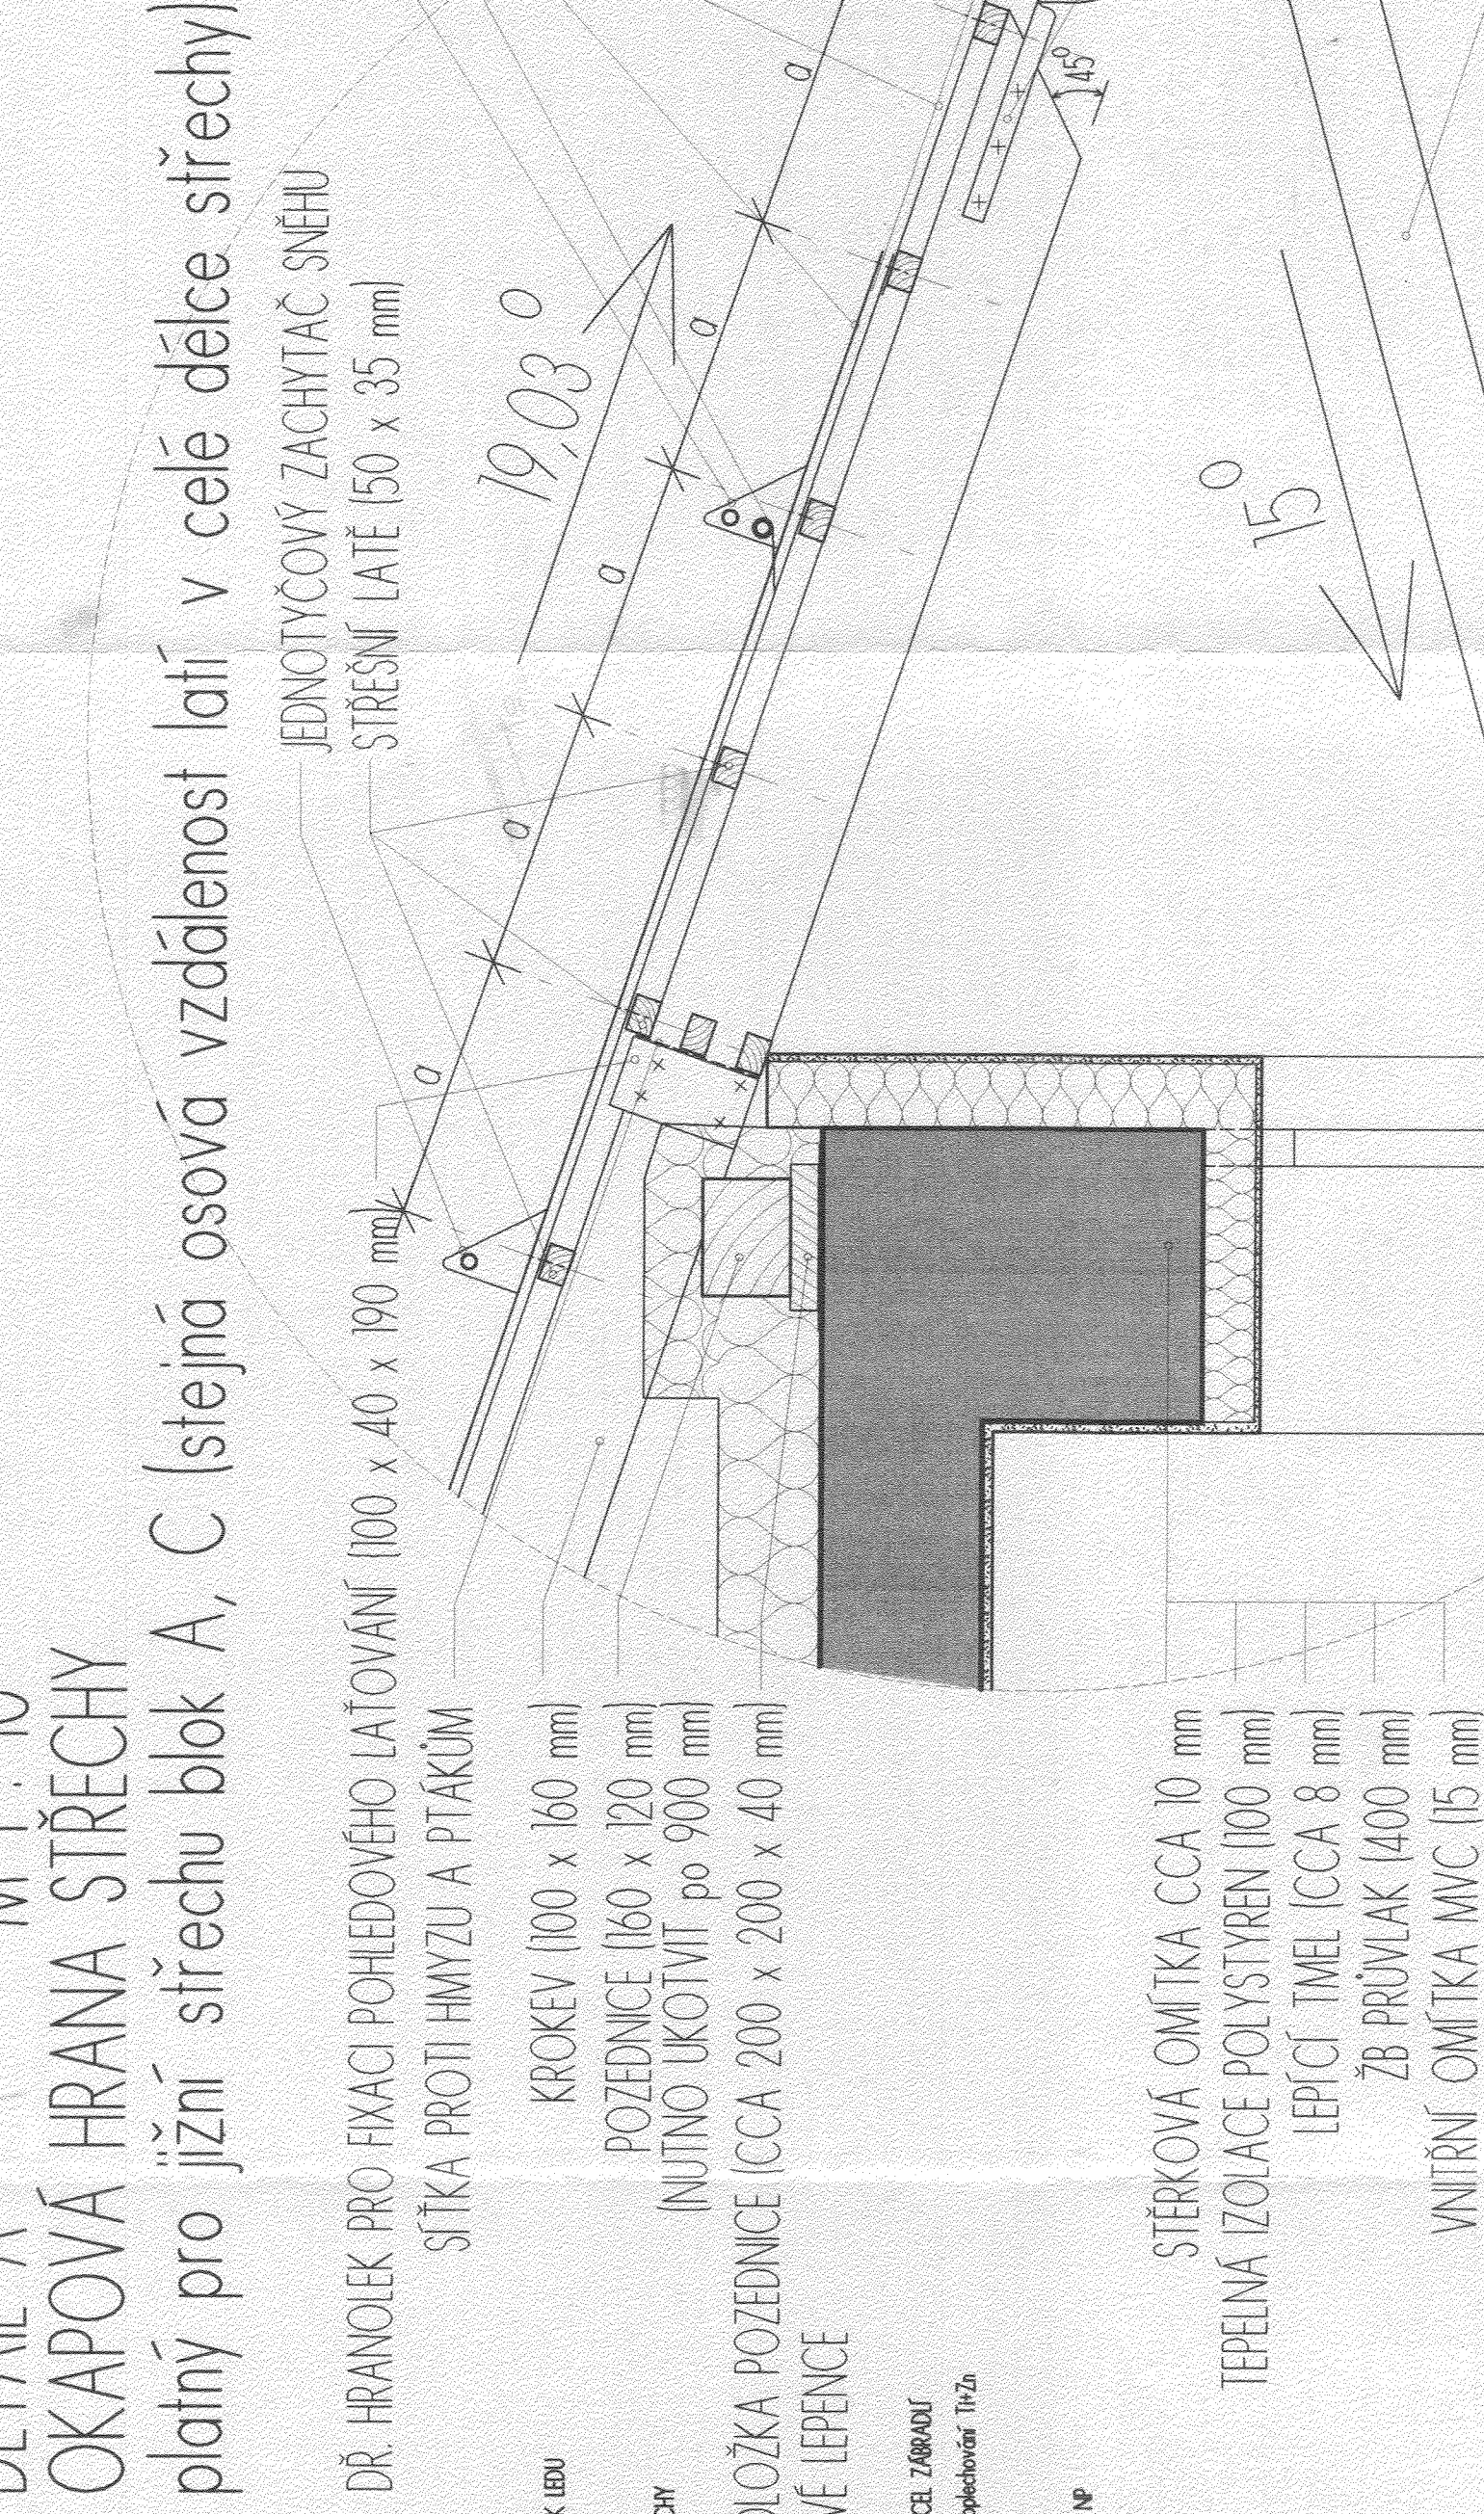 OKAPOVÁ HRANA STŘECHY
platný pro jižní střechu blok A, C (stejná osová vzdálenost latí v celé délce střechy)
JEDNOTYČOVÝ ZACHYTAČ SNĚHU
STŘEŠNÍ LATĚ (50 x 35 mm)
DŘ. HRANOLEK PRO FIXACI POHLEDOVÉHO LAŤOVÁNÍ (100 x 40 x 190 mm)
SÍŤKA PROTI HMYZU A PTÁKŮM
KROKEV (100 x 160 mm)
POZEDNICE (160 x 120 mm)
(NUTNO UKOTVIT po 900 mm)
POZEDNICE (CCA 200 x 200 x 40 mm)
LEPENCE
STĚRKOVÁ OMÍTKA CCA 10 mm
TEPELNÁ IZOLACE POLYSTYREN (100 mm)
LEPÍCÍ TMEL (CCA 8 mm)
ŽB PRŮVLAK (400 mm)
VNITŘNÍ OMÍTKA MVC (15 mm)
LEDU
ZÁBRADLÍ
oplechování Ti+Zn
NP
19,03 °
15 °
45°
a
a
a
a
a
a